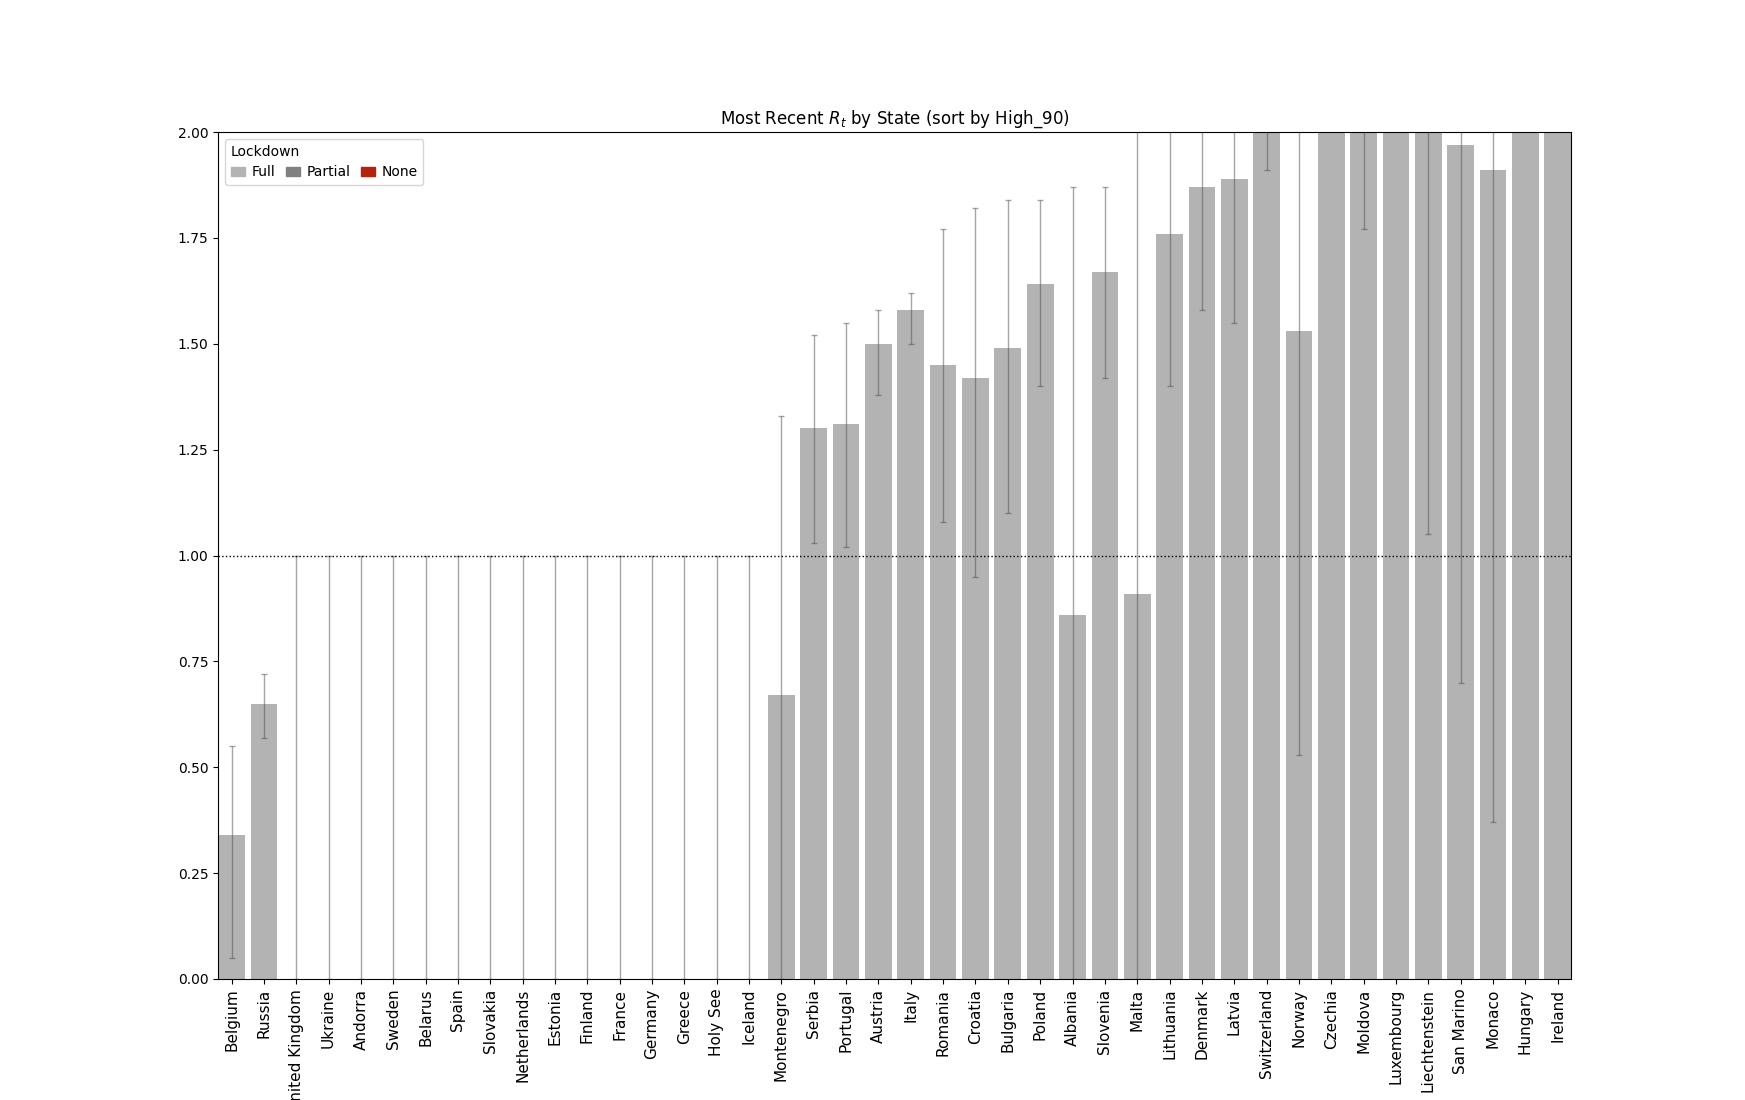 Most Recent R_t by State (sort by High_90)
Lockdown
Full Partial None
2.00
1.75
1.50
1.25
1.00
0.75
0.50
0.25
0.00
Belgium
Russia
nited Kingdom
Ukraine
Andorra
Sweden
Belarus
Spain
Slovakia
Netherlands
Estonia
Finland
France
Germany
Greece
Holy See
Iceland
Montenegro
Serbia
Portugal
Austria
Italy
Romania
Croatia
Bulgaria
Poland
Albania
Slovenia
Malta
Lithuania
Denmark
Latvia
Switzerland
Norway
Czechia
Moldova
Luxembourg
Liechtenstein
San Marino
Monaco
Hungary
Ireland